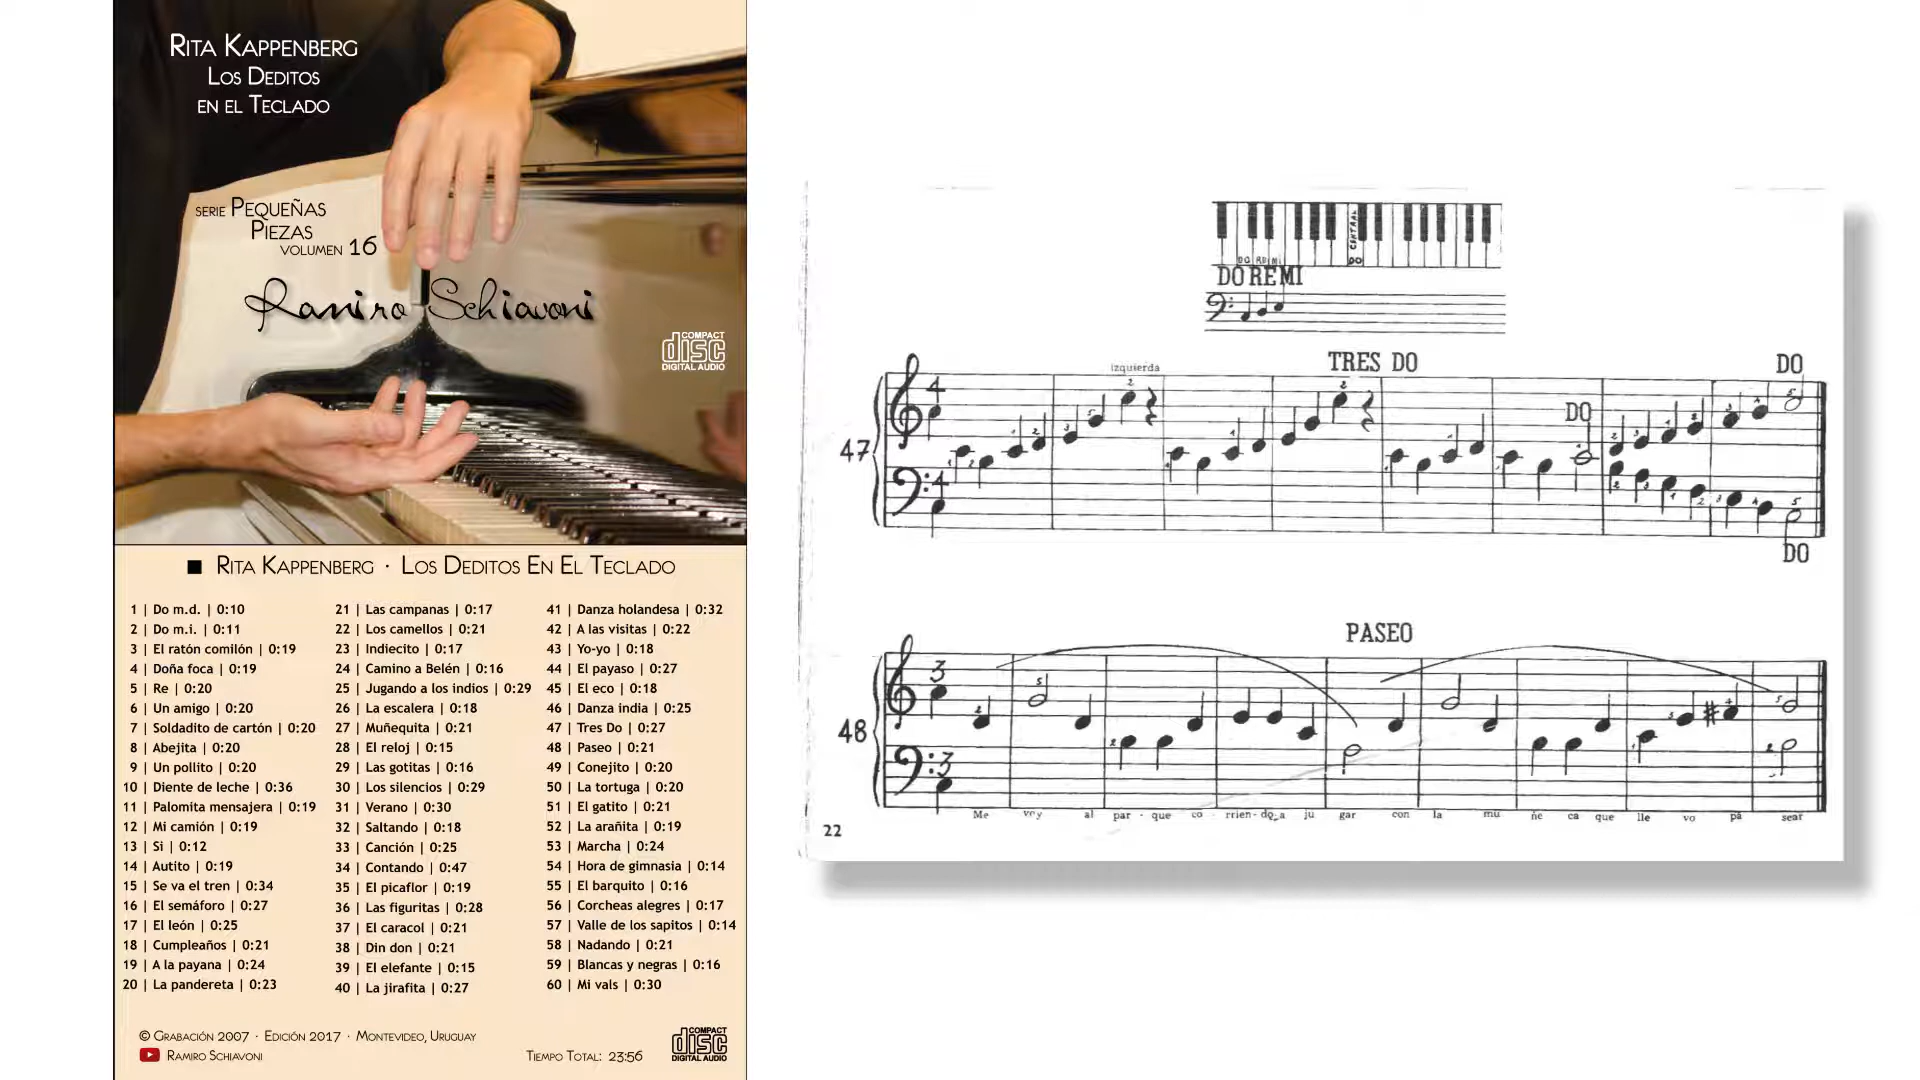 RITA KAPPENBERG
LOS DEDITOS
EN EL TECLADO
SERIE PEQUEÑAS
PIEZAS
VOLUMEN 16
Ramiro Schiavoni
COMPACT
disc
DIGITAL AUDIO
■ RITA KAPPENBERG · LOS DEDITOS EN EL TECLADO
1 | Do m.d. | 0:10
2 | Do m.i. | 0:11
3 | El ratón comilón | 0:19
4 | Doña foca | 0:19
5 | Re | 0:20
6 | Un amigo | 0:20
7 | Soldadito de cartón | 0:20
8 | Abejita | 0:20
9 | Un pollito | 0:20
10 | Diente de leche | 0:36
11 | Palomita mensajera | 0:19
12 | Mi camión | 0:19
13 | Si | 0:12
14 | Autito | 0:19
15 | Se va el tren | 0:34
16 | El semáforo | 0:27
17 | El león | 0:25
18 | Cumpleaños | 0:21
19 | A la payana | 0:24
20 | La pandereta | 0:23
21 | Las campanas | 0:17
22 | Los camellos | 0:21
23 | Indiecito | 0:17
24 | Camino a Belén | 0:16
25 | Jugando a los indios | 0:29
26 | La escalera | 0:18
27 | Muñequita | 0:21
28 | El reloj | 0:15
29 | Las gotitas | 0:16
30 | Los silencios | 0:29
31 | Verano | 0:30
32 | Saltando | 0:18
33 | Canción | 0:25
34 | Contando | 0:47
35 | El picaflor | 0:19
36 | Las figuritas | 0:28
37 | El caracol | 0:21
38 | Din don | 0:21
39 | El elefante | 0:15
40 | La jirafita | 0:27
41 | Danza holandesa | 0:32
42 | A las visitas | 0:22
43 | Yo-yo | 0:18
44 | El payaso | 0:27
45 | El eco | 0:18
46 | Danza india | 0:25
47 | Tres Do | 0:27
48 | Paseo | 0:21
49 | Conejito | 0:20
50 | La tortuga | 0:20
51 | El gatito | 0:21
52 | La arañita | 0:19
53 | Marcha | 0:24
54 | Hora de gimnasia | 0:14
55 | El barquito | 0:16
56 | Corcheas alegres | 0:17
57 | Valle de los sapitos | 0:14
58 | Nadando | 0:21
59 | Blancas y negras | 0:16
60 | Mi vals | 0:30
© GRABACIÓN 2007 · EDICIÓN 2017 · MONTEVIDEO, URUGUAY
RAMIRO SCHIAVONI
TIEMPO TOTAL: 23:56
COMPACT
disc
DIGITAL AUDIO
CENTRAL
DO RE MI DO
DO RE MI
TRES DO
DO
izquierda
DO
47
DO
PASEO
48
Me voy al par - que co - rrien-do_a ju gar con la mu ñe ca que lle vo pa sear
22